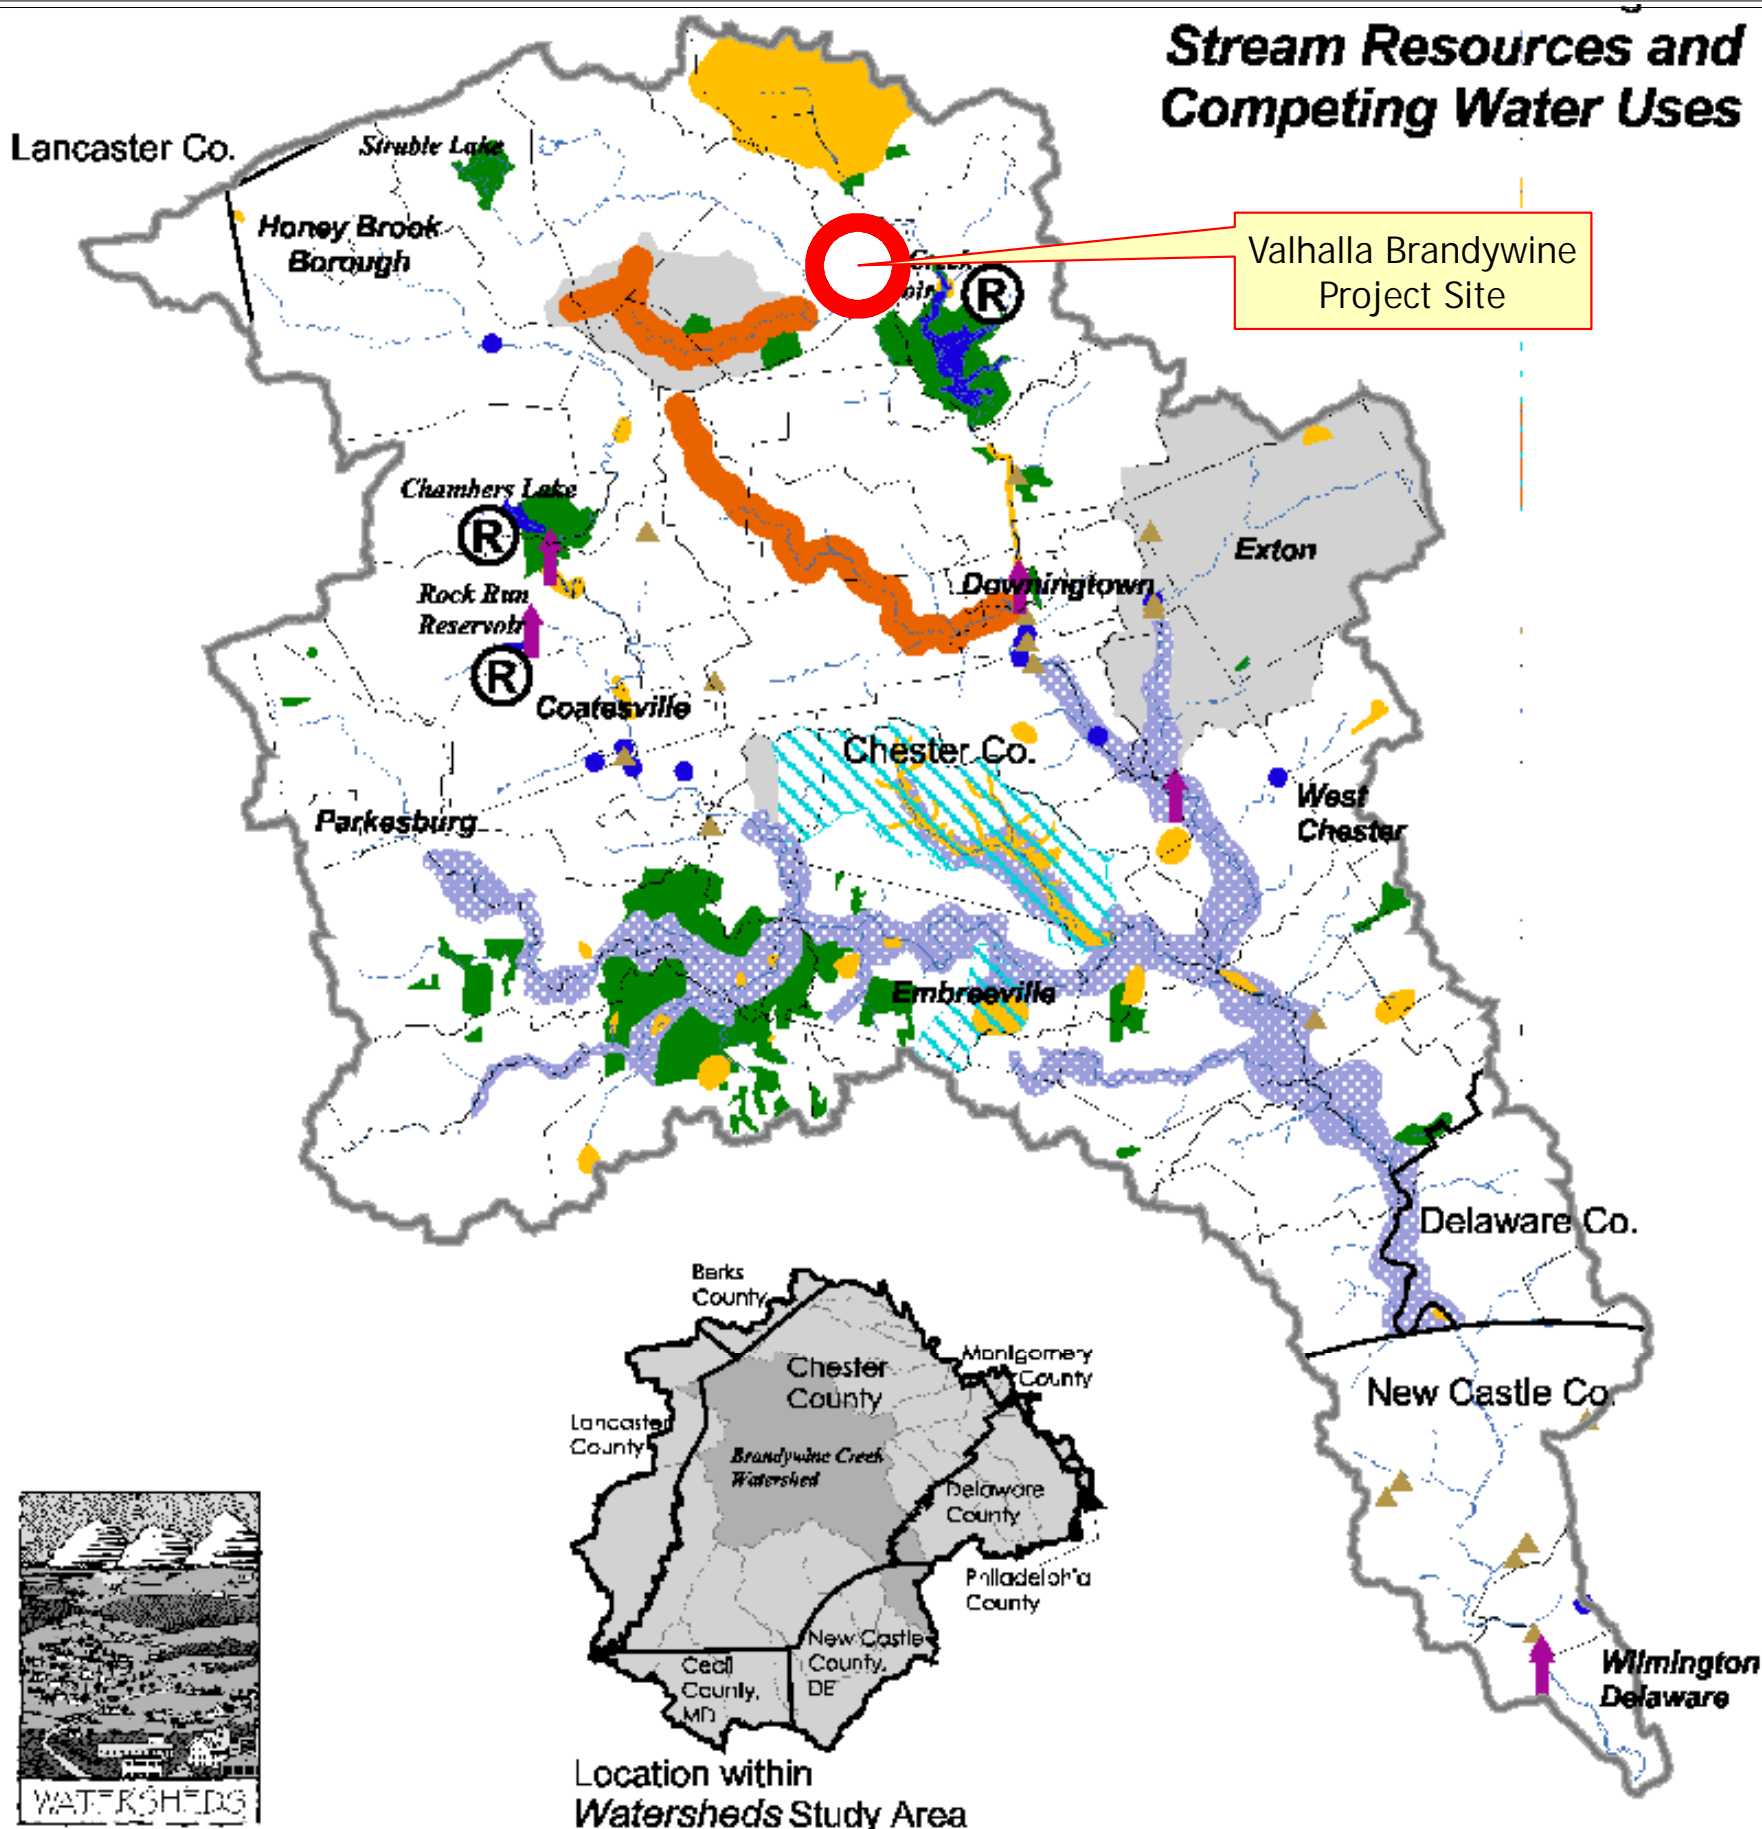 Stream Resources and
Competing Water Uses
Lancaster Co.
Struble Lake
Honey Brook
Borough
Valhalla Brandywine
Project Site
Creek
oir
R
Chambers Lake
R
Rock Run
Reservoir
R
Coatesville
Downingtown
Exton
Chester Co.
West
Chester
Parkesburg
Embreeville
Delaware Co.
New Castle Co.
Wilmington
Delaware
Berks
County
Montgomery
County
Chester
County
Lancaster
County
Brandywine Creek
Watershed
Delaware
County
Philadelphia
County
New Castle
County,
DE
Cecil
County,
MD
Location within
Watersheds Study Area
WATERSHEDS